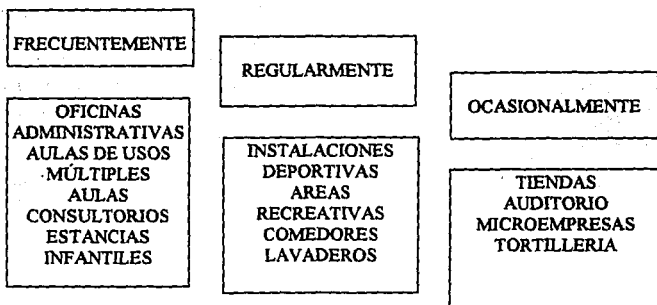 FRECUENTEMENTE
OFICINAS
ADMINISTRATIVAS
AULAS DE USOS
MÚLTIPLES
AULAS
CONSULTORIOS
ESTANCIAS
INFANTILES
REGULARMENTE
INSTALACIONES
DEPORTIVAS
AREAS
RECREATIVAS
COMEDORES
LAVADEROS
OCASIONALMENTE
TIENDAS
AUDITORIO
MICROEMPRESAS
TORTILLERIA